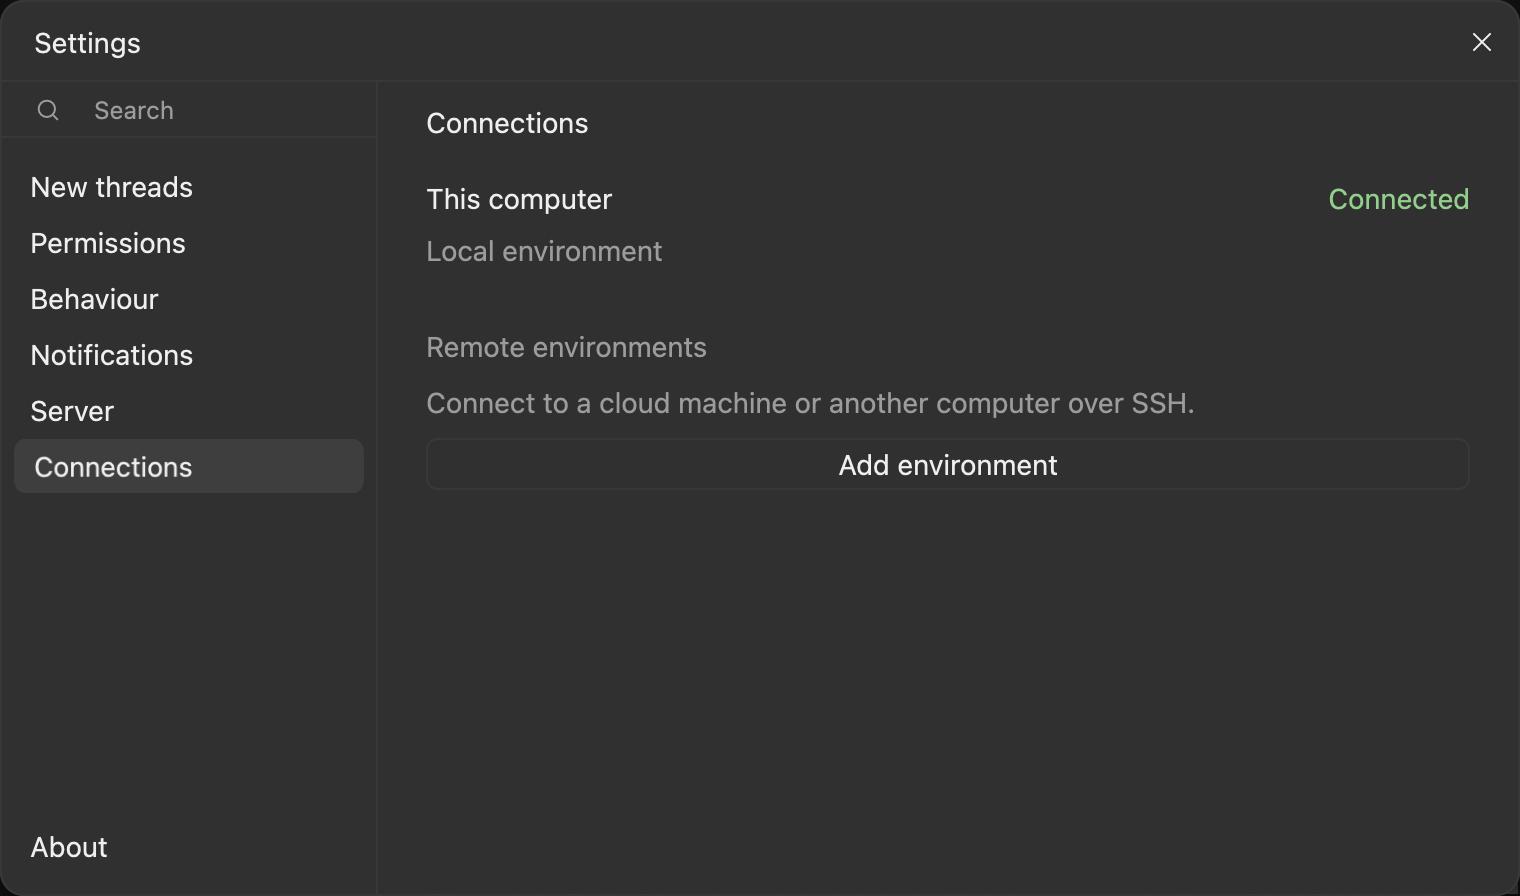 Settings
Search
New threads
Permissions
Behaviour
Notifications
Server
Connections
About
Connections
This computer
Connected
Local environment
Remote environments
Connect to a cloud machine or another computer over SSH.
Add environment